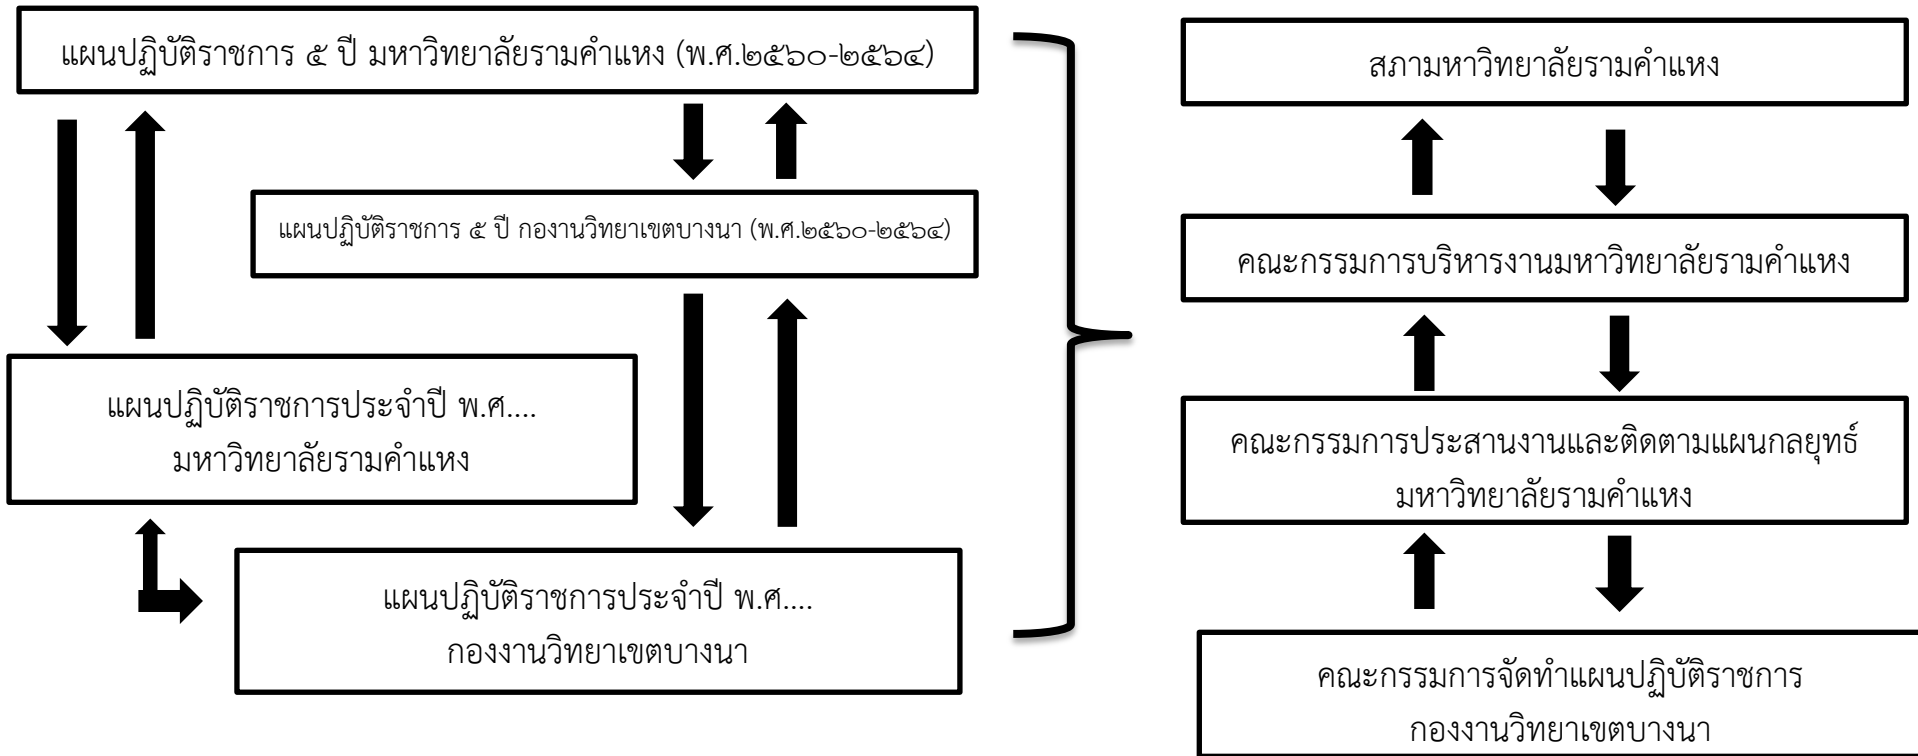 แผนปฏิบัติราชการ ๕ ปี มหาวิทยาลัยรามคำแหง (พ.ศ.๒๕๖๐-๒๕๖๔)
แผนปฏิบัติราชการ ๕ ปี กองานวิทยาเขตบางนา (พ.ศ.๒๕๖๐-๒๕๖๔)
แผนปฏิบัติราชการประจำปี พ.ศ....
มหาวิทยาลัยรามคำแหง
แผนปฏิบัติราชการประจำปี พ.ศ....
กองงานวิทยาเขตบางนา
สภามหาวิทยาลัยรามคำแหง
คณะกรรมการบริหารงานมหาวิทยาลัยรามคำแหง
คณะกรรมการประสานงานและติดตามแผนกลยุทธ์
มหาวิทยาลัยรามคำแหง
คณะกรรมการจัดทำแผนปฏิบัติราชการ
กองงานวิทยาเขตบางนา